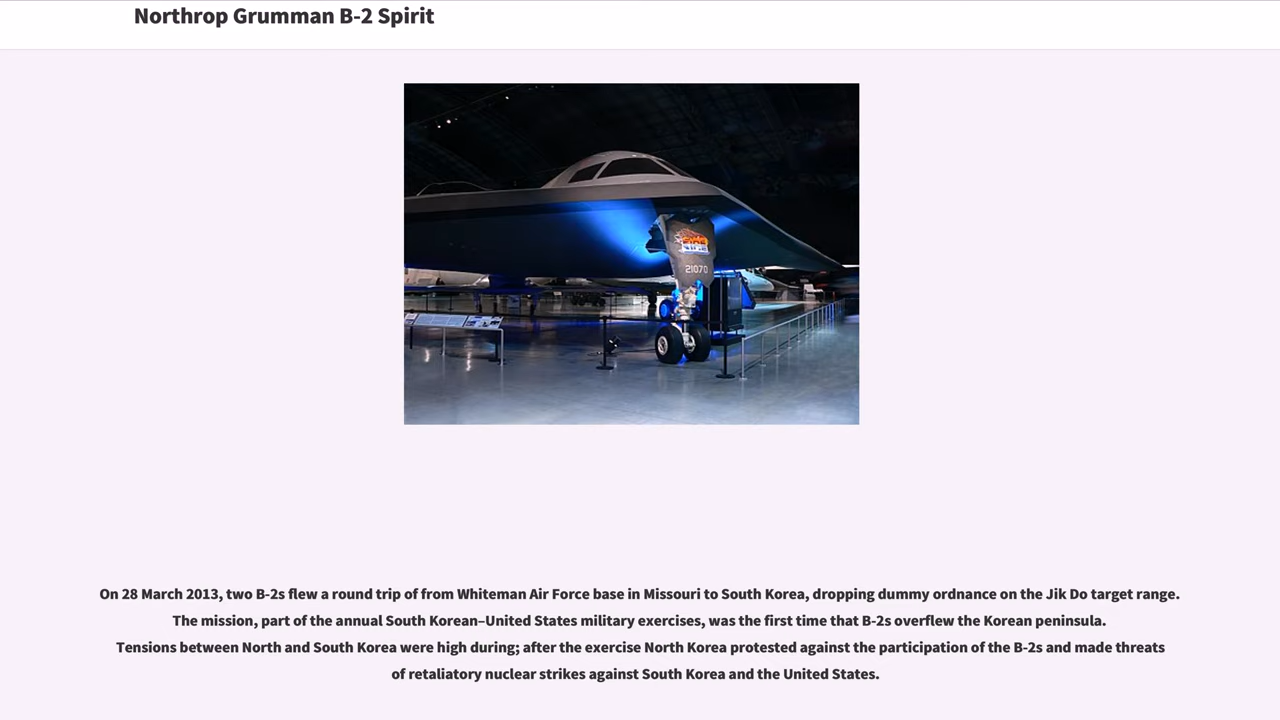 Northrop Grumman B-2 Spirit
21070
On 28 March 2013, two B-2s flew a round trip of from Whiteman Air Force base in Missouri to South Korea, dropping dummy ordnance on the Jik Do target range.
The mission, part of the annual South Korean–United States military exercises, was the first time that B-2s overflew the Korean peninsula.
Tensions between North and South Korea were high during; after the exercise North Korea protested against the participation of the B-2s and made threats
of retaliatory nuclear strikes against South Korea and the United States.